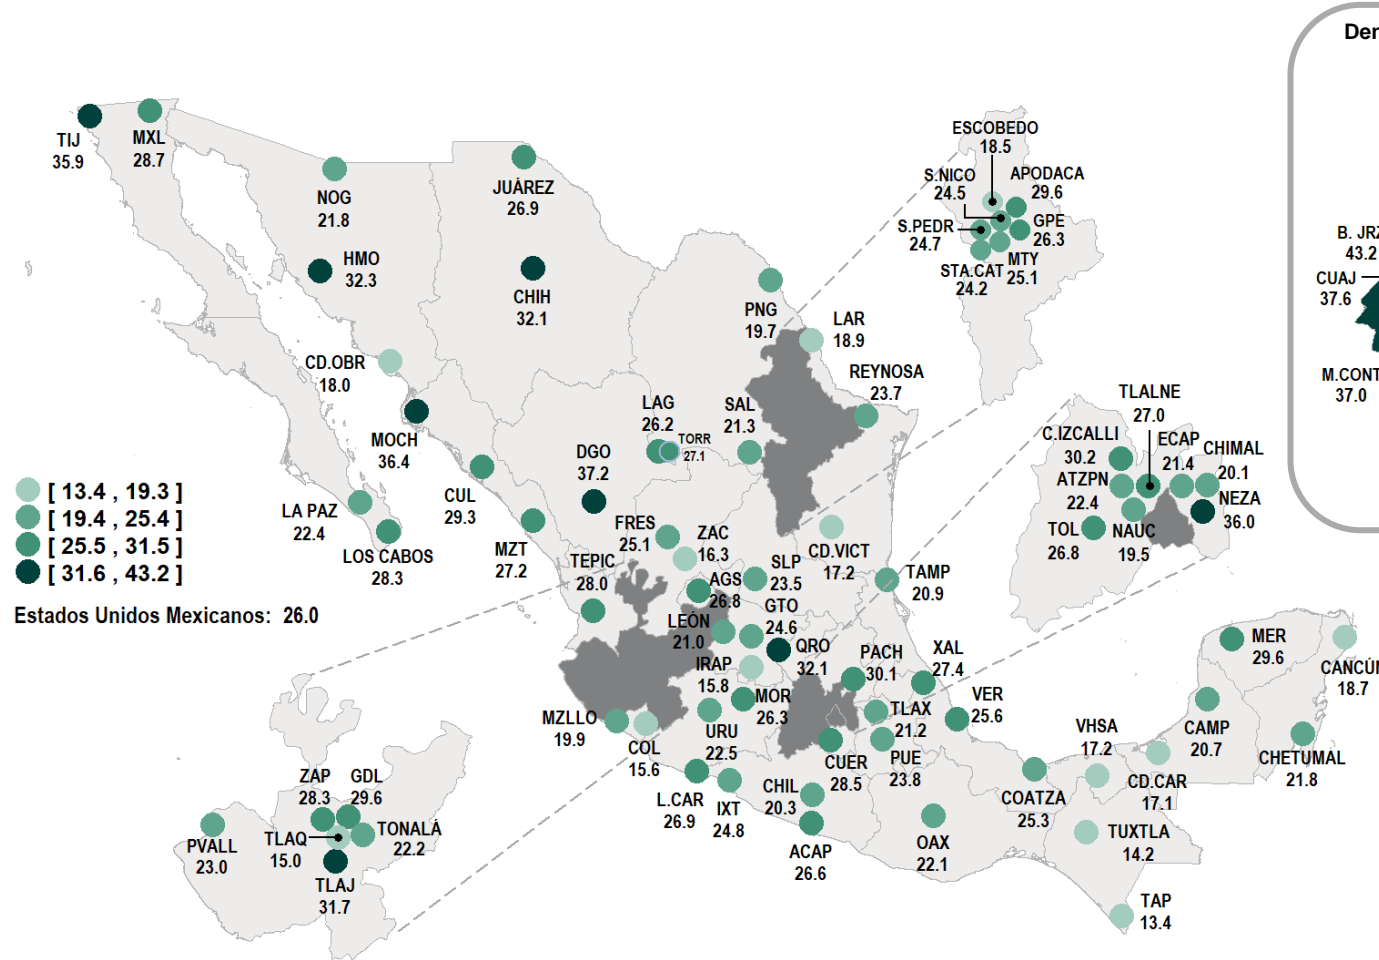 Den
TIJ
35.9
MXL
28.7
NOG
21.8
JUÁREZ
26.9
HMO
32.3
CHIH
32.1
CD.OBR
18.0
MOCH
36.4
CUL
29.3
LA PAZ
22.4
LOS CABOS
28.3
MZT
27.2
DGO
37.2
LAG
26.2
TORR
27.1
SAL
21.3
PNG
19.7
LAR
18.9
REYNOSA
23.7
ESCOBEDO
18.5
S.NICO
24.5
APODACA
29.6
S.PEDR
24.7
GPE
26.3
MTY
25.1
STA.CAT
24.2
B. JRZ
43.2
CUAJ
37.6
M.CONT
37.0
TLALNE
27.0
C.IZCALLI
30.2
ECAP
21.4
CHIMAL
20.1
ATZPN
22.4
NEZA
36.0
TOL
26.8
NAUC
19.5
[ 13.4 , 19.3 ]
[ 19.4 , 25.4 ]
[ 25.5 , 31.5 ]
[ 31.6 , 43.2 ]
Estados Unidos Mexicanos: 26.0
FRES
25.1
ZAC
16.3
TEPIC
28.0
AGS
26.8
SLP
23.5
CD.VICT
17.2
TAMP
20.9
LEÓN
21.0
GTO
24.6
IRAP
15.8
QRO
32.1
PACH
30.1
XAL
27.4
MOR
26.3
MZLLO
19.9
COL
15.6
URU
22.5
TLAX
21.2
VER
25.6
CUER
28.5
PUE
23.8
L.CAR
26.9
IXT
24.8
CHIL
20.3
ACAP
26.6
OAX
22.1
COATZA
25.3
VHSA
17.2
CD.CAR
17.1
CAMP
20.7
MER
29.6
CANCÚN
18.7
CHETUMAL
21.8
TUXTLA
14.2
TAP
13.4
ZAP
28.3
GDL
29.6
PVALL
23.0
TLAQ
15.0
TONALÁ
22.2
TLAJ
31.7